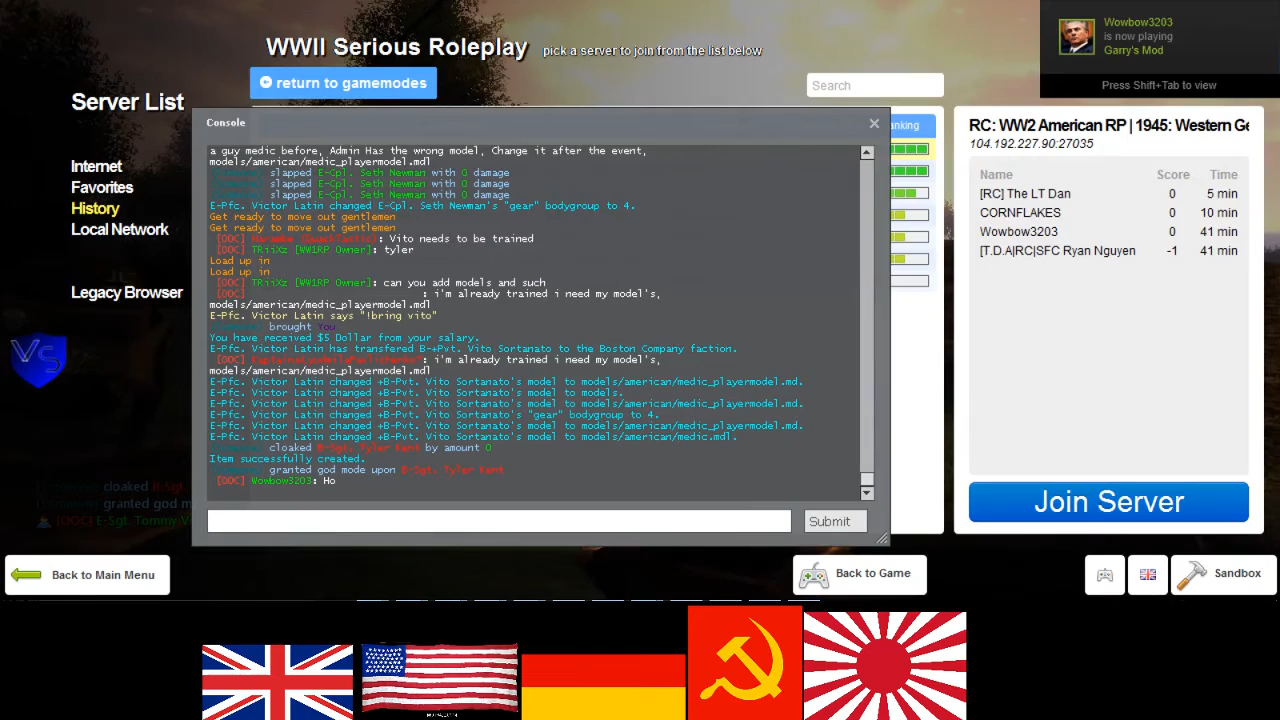 WWII Serious Roleplay pick a server to join from the list below
Wowbow3203
is now playing
Garry's Mod
Press Shift+Tab to view
return to gamemodes
Search
Server List
Internet
Favorites
History
Local Network
Legacy Browser
VS
Console
anking
a guy medic before, Admin Has the wrong model, Change it after the event,
models/american/medic_playermodel.mdl
slapped E-Cpl. Seth Newman with 0 damage
slapped E-Cpl. Seth Newman with 0 damage
slapped E-Cpl. Seth Newman with 0 damage
E-Pfc. Victor Latin changed E-Cpl. Seth Newman's "gear" bodygroup to 4.
Get ready to move out gentlemen
Get ready to move out gentlemen
[OOC] : Vito needs to be trained
[OOC] TRiiXz [WW1RP Owner]: tyler
Load up in
Load up in
[OOC] TRiiXz [WW1RP Owner]: can you add models and such
[OOC] : i'm already trained i need my model's,
models/american/medic_playermodel.mdl
E-Pfc. Victor Latin says "!bring vito"
brought You
You have received $5 Dollar from your salary.
E-Pfc. Victor Latin has transfered B-+Pvt. Vito Sortanato to the Boston Company faction.
[OOC] : i'm already trained i need my model's,
models/american/medic_playermodel.mdl
E-Pfc. Victor Latin changed +B-Pvt. Vito Sortanato's model to models/american/medic_playermodel.md.
E-Pfc. Victor Latin changed +B-Pvt. Vito Sortanato's model to models.
E-Pfc. Victor Latin changed +B-Pvt. Vito Sortanato's model to models/american/medic_playermodel.md.
E-Pfc. Victor Latin changed +B-Pvt. Vito Sortanato's "gear" bodygroup to 4.
E-Pfc. Victor Latin changed +B-Pvt. Vito Sortanato's model to models/american/medic_playermodel.md.
E-Pfc. Victor Latin changed +B-Pvt. Vito Sortanato's model to models/american/medic.mdl.
cloaked E-Sgt. Tyler Kent by amount 0
Item successfully created.
granted god mode upon E-Sgt. Tyler Kent
[OOC] Wowbow3203: Ho
Submit
cloaked E-Sgt.
granted god m
[OOC] E-Sgt. Tommy V
RC: WW2 American RP | 1945: Western Ge
104.192.227.90:27035
Name Score Time
[RC] The LT Dan 0 5 min
CORNFLAKES 0 10 min
Wowbow3203 0 41 min
[T.D.A|RC|SFC Ryan Nguyen -1 41 min
Join Server
Back to Main Menu
Back to Game
Sandbox